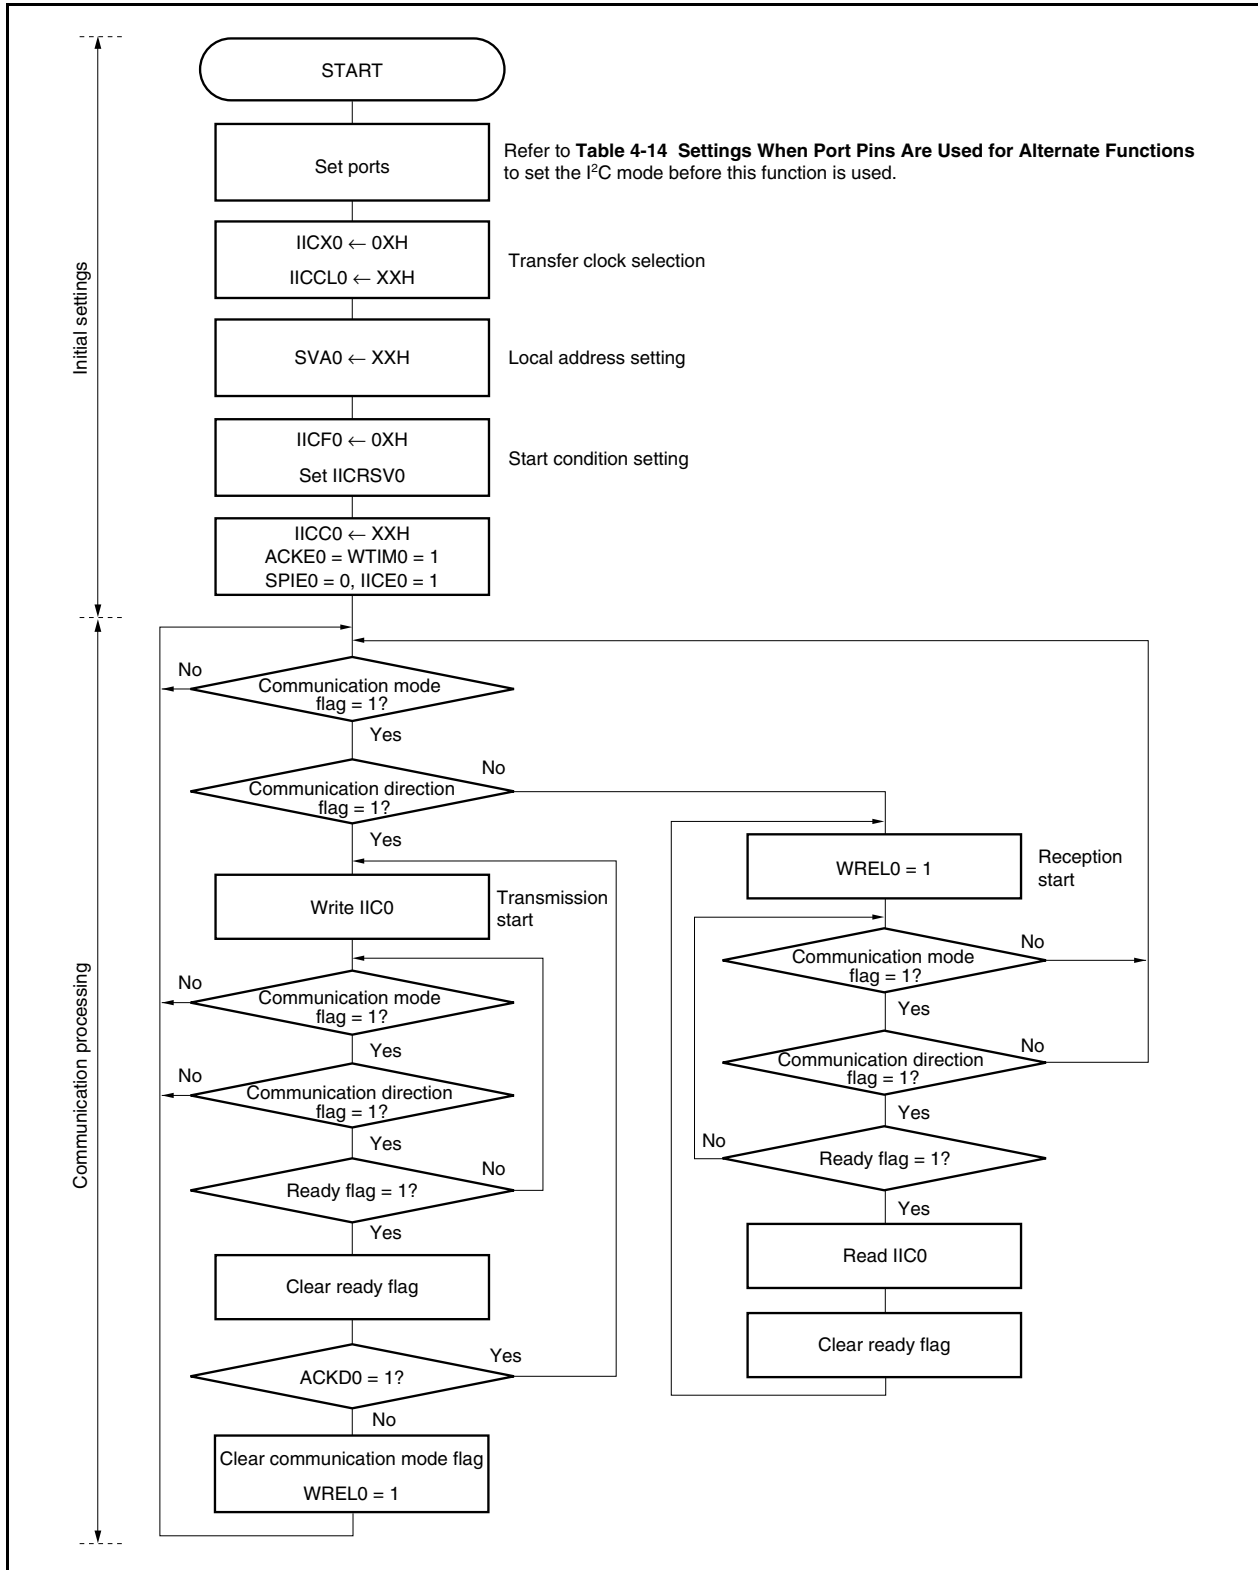 START
Set ports
Refer to Table 4-14 Settings When Port Pins Are Used for Alternate Functions
to set the I²C mode before this function is used.
IICX0 ← 0XH
IICCL0 ← XXH
Transfer clock selection
SVA0 ← XXH
Local address setting
IICF0 ← 0XH
Set IICRSV0
Start condition setting
IICC0 ← XXH
ACKE0 = WTIM0 = 1
SPIE0 = 0, IICE0 = 1
Initial settings
No
Communication mode
flag = 1?
Yes
Communication direction
flag = 1?
No
Yes
Write IIC0
Transmission
start
No
Communication mode
flag = 1?
Yes
No
Communication direction
flag = 1?
Yes
Ready flag = 1?
No
Yes
Clear ready flag
ACKD0 = 1?
Yes
No
Clear communication mode flag
WREL0 = 1
WREL0 = 1
Reception
start
Communication mode
flag = 1?
No
Yes
Communication direction
flag = 1?
No
Yes
No
Ready flag = 1?
Yes
Read IIC0
Clear ready flag
Communication processing